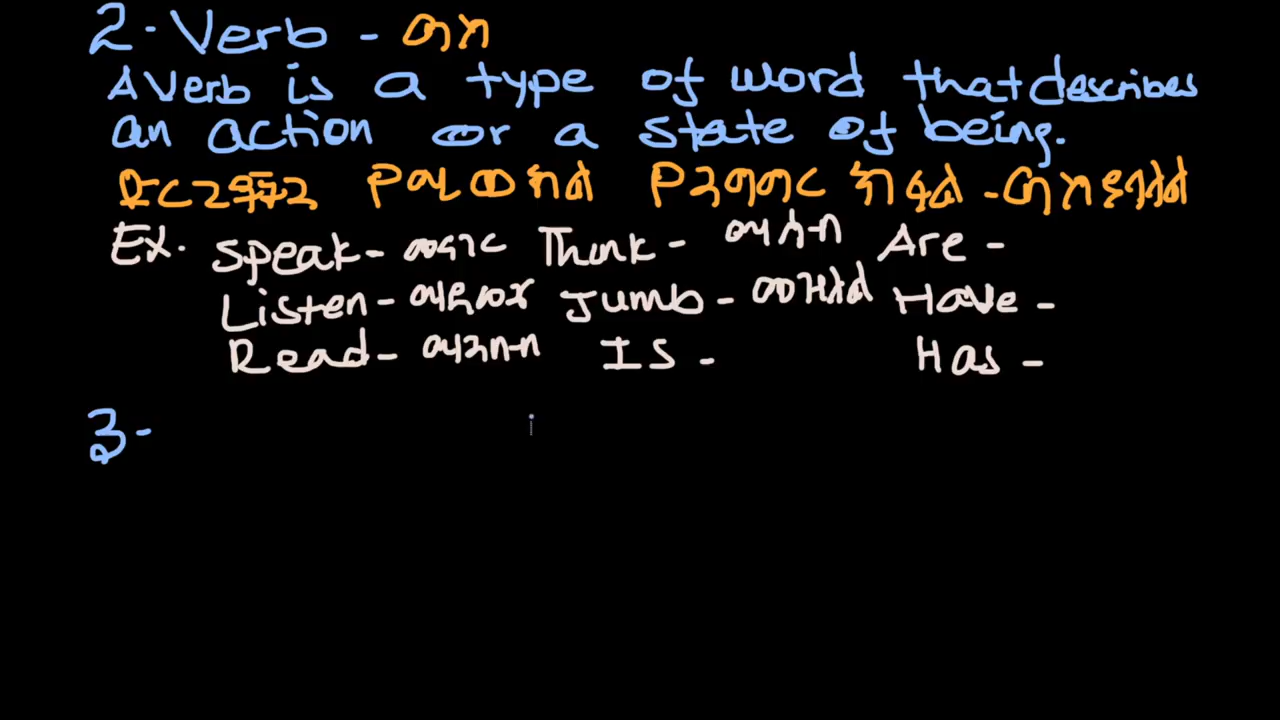 2. Verb - ግስ
A Verb is a type of word that describes
an action or a state of being.
Ex. Speak - መናገር Think - ማሰብ Are -
Listen - ማዳመጥ Jumb - መዝለል Have -
Read - ማንበብ Is - Has -
3 -